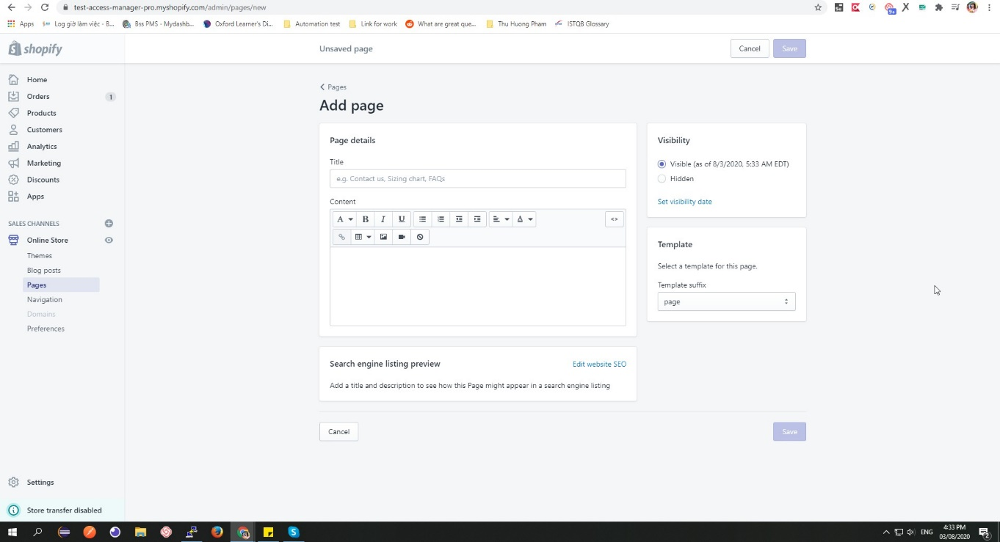 test-access-manager-pro.myshopify.com/admin/pages/new
Se
9+
X
Apps
Log giờ làm việc - B...
Bss PMS - Mydashb...
Oxford Learner's Di...
Automation test
Link for work
What are great que...
Thu Huong Pham
ISTQB Glossary
shopify
Unsaved page
Cancel
Save
Home
Orders
1
Products
Customers
Analytics
Marketing
Discounts
Apps
SALES CHANNELS
Online Store
Themes
Blog posts
Pages
Navigation
Domains
Preferences
Settings
Store transfer disabled
Pages
Add page
Page details
Title
e.g. Contact us, Sizing chart, FAQs
Content
A
B
I
U
A
<>
Search engine listing preview
Edit website SEO
Add a title and description to see how this Page might appear in a search engine listing
Cancel
Save
Visibility
Visible (as of 8/3/2020, 5:33 AM EDT)
Hidden
Set visibility date
Template
Select a template for this page.
Template suffix
page
ENG
4:33 PM
03/08/2020
2